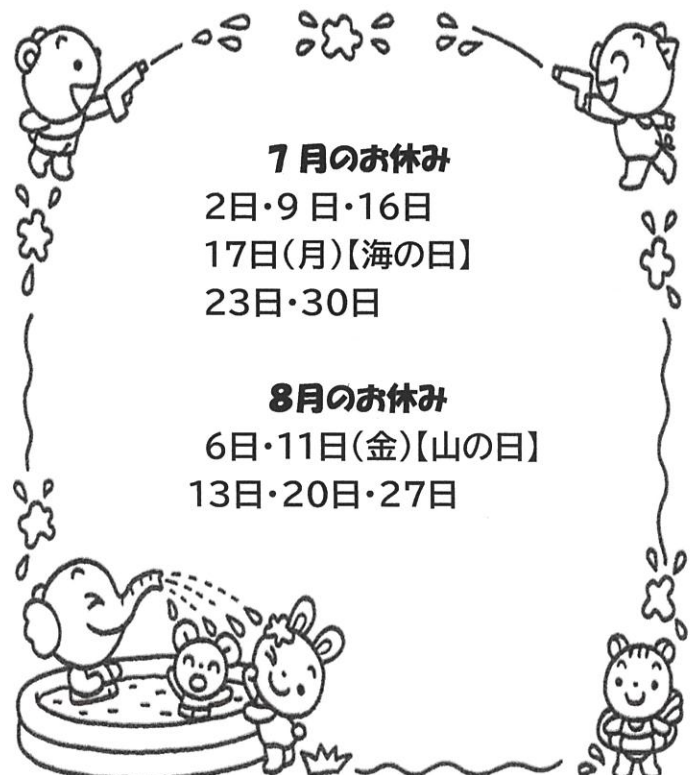 7月のお休み
2日・9日・16日
17日(月)【海の日】
23日・30日
8月のお休み
6日・11日(金)【山の日】
13日・20日・27日